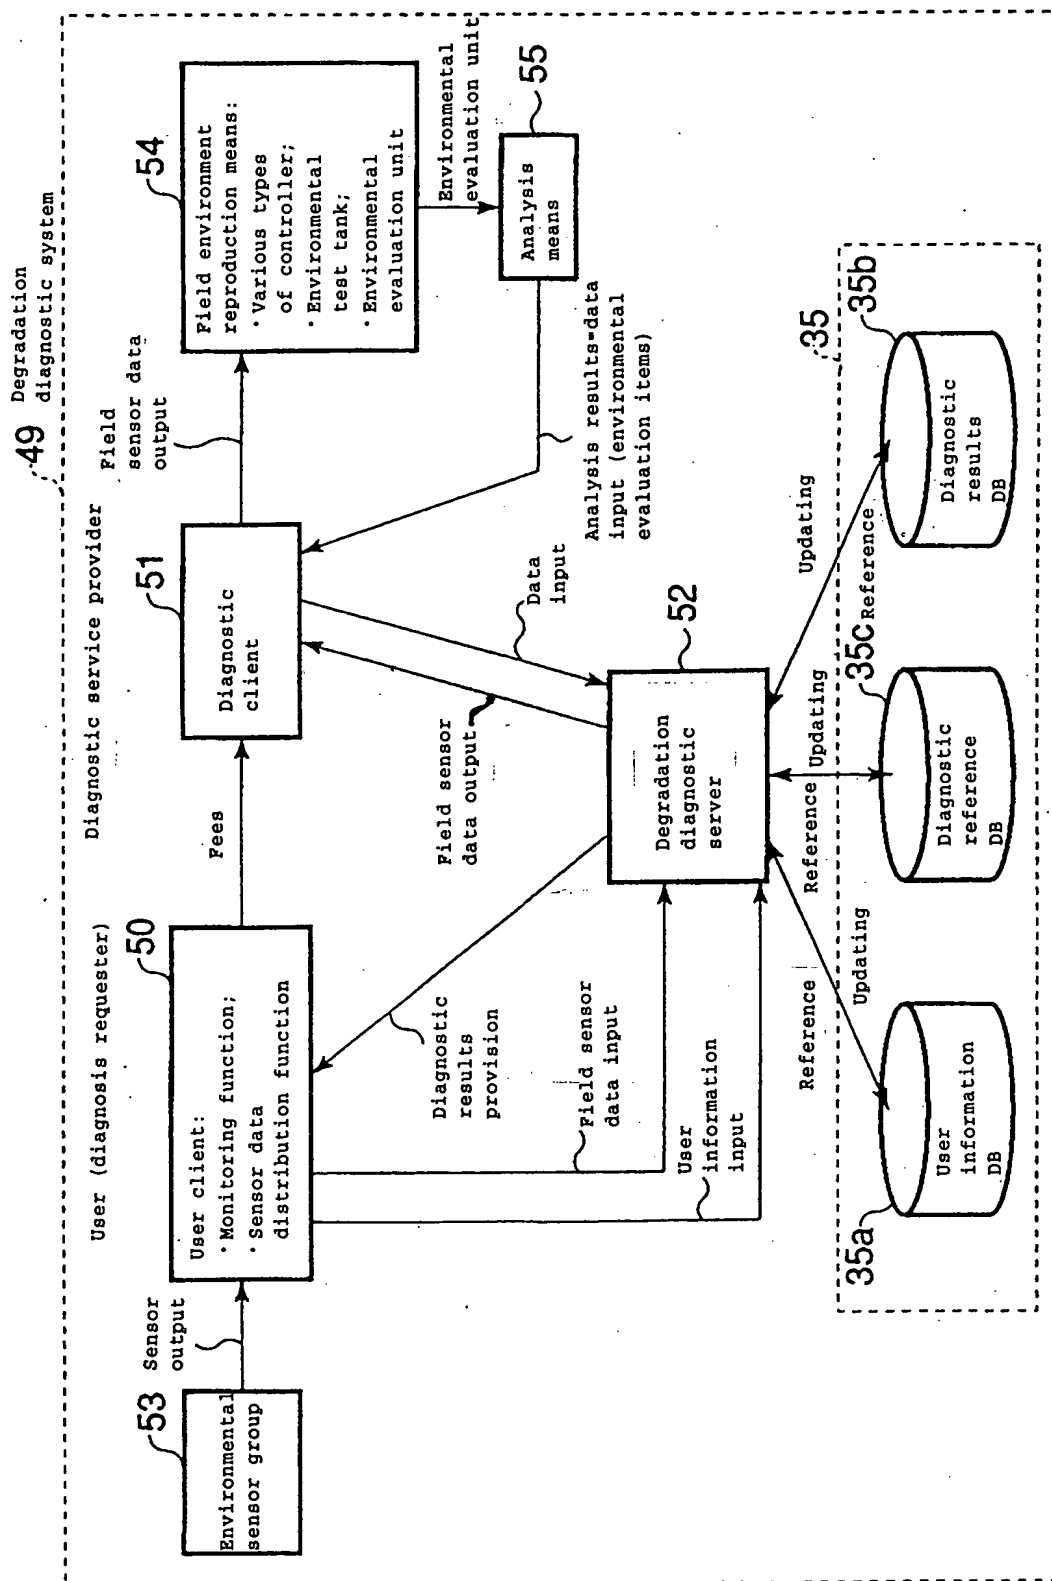 49
Degradation
diagnostic system
User (diagnosis requester)
Diagnostic service provider
53
Environmental
sensor group
Sensor
output
50
User client:
・Monitoring function;
・Sensor data
distribution function
Fees
51
Diagnostic
client
Field
sensor data
output
54
Field environment
reproduction means:
・Various types
of controller;
・Environmental
test tank;
・Environmental
evaluation unit
Environmental
evaluation unit
55
Analysis
means
Analysis results-data
input (environmental
evaluation items)
Data
input
Field sensor
data output
Diagnostic
results
provision
Field sensor
data input
User
information
input
52
Degradation
diagnostic
server
Reference
Updating
Reference
Updating
Reference
Updating
35
35a
User
information
DB
35c
Diagnostic
reference
DB
35b
Diagnostic
results
DB